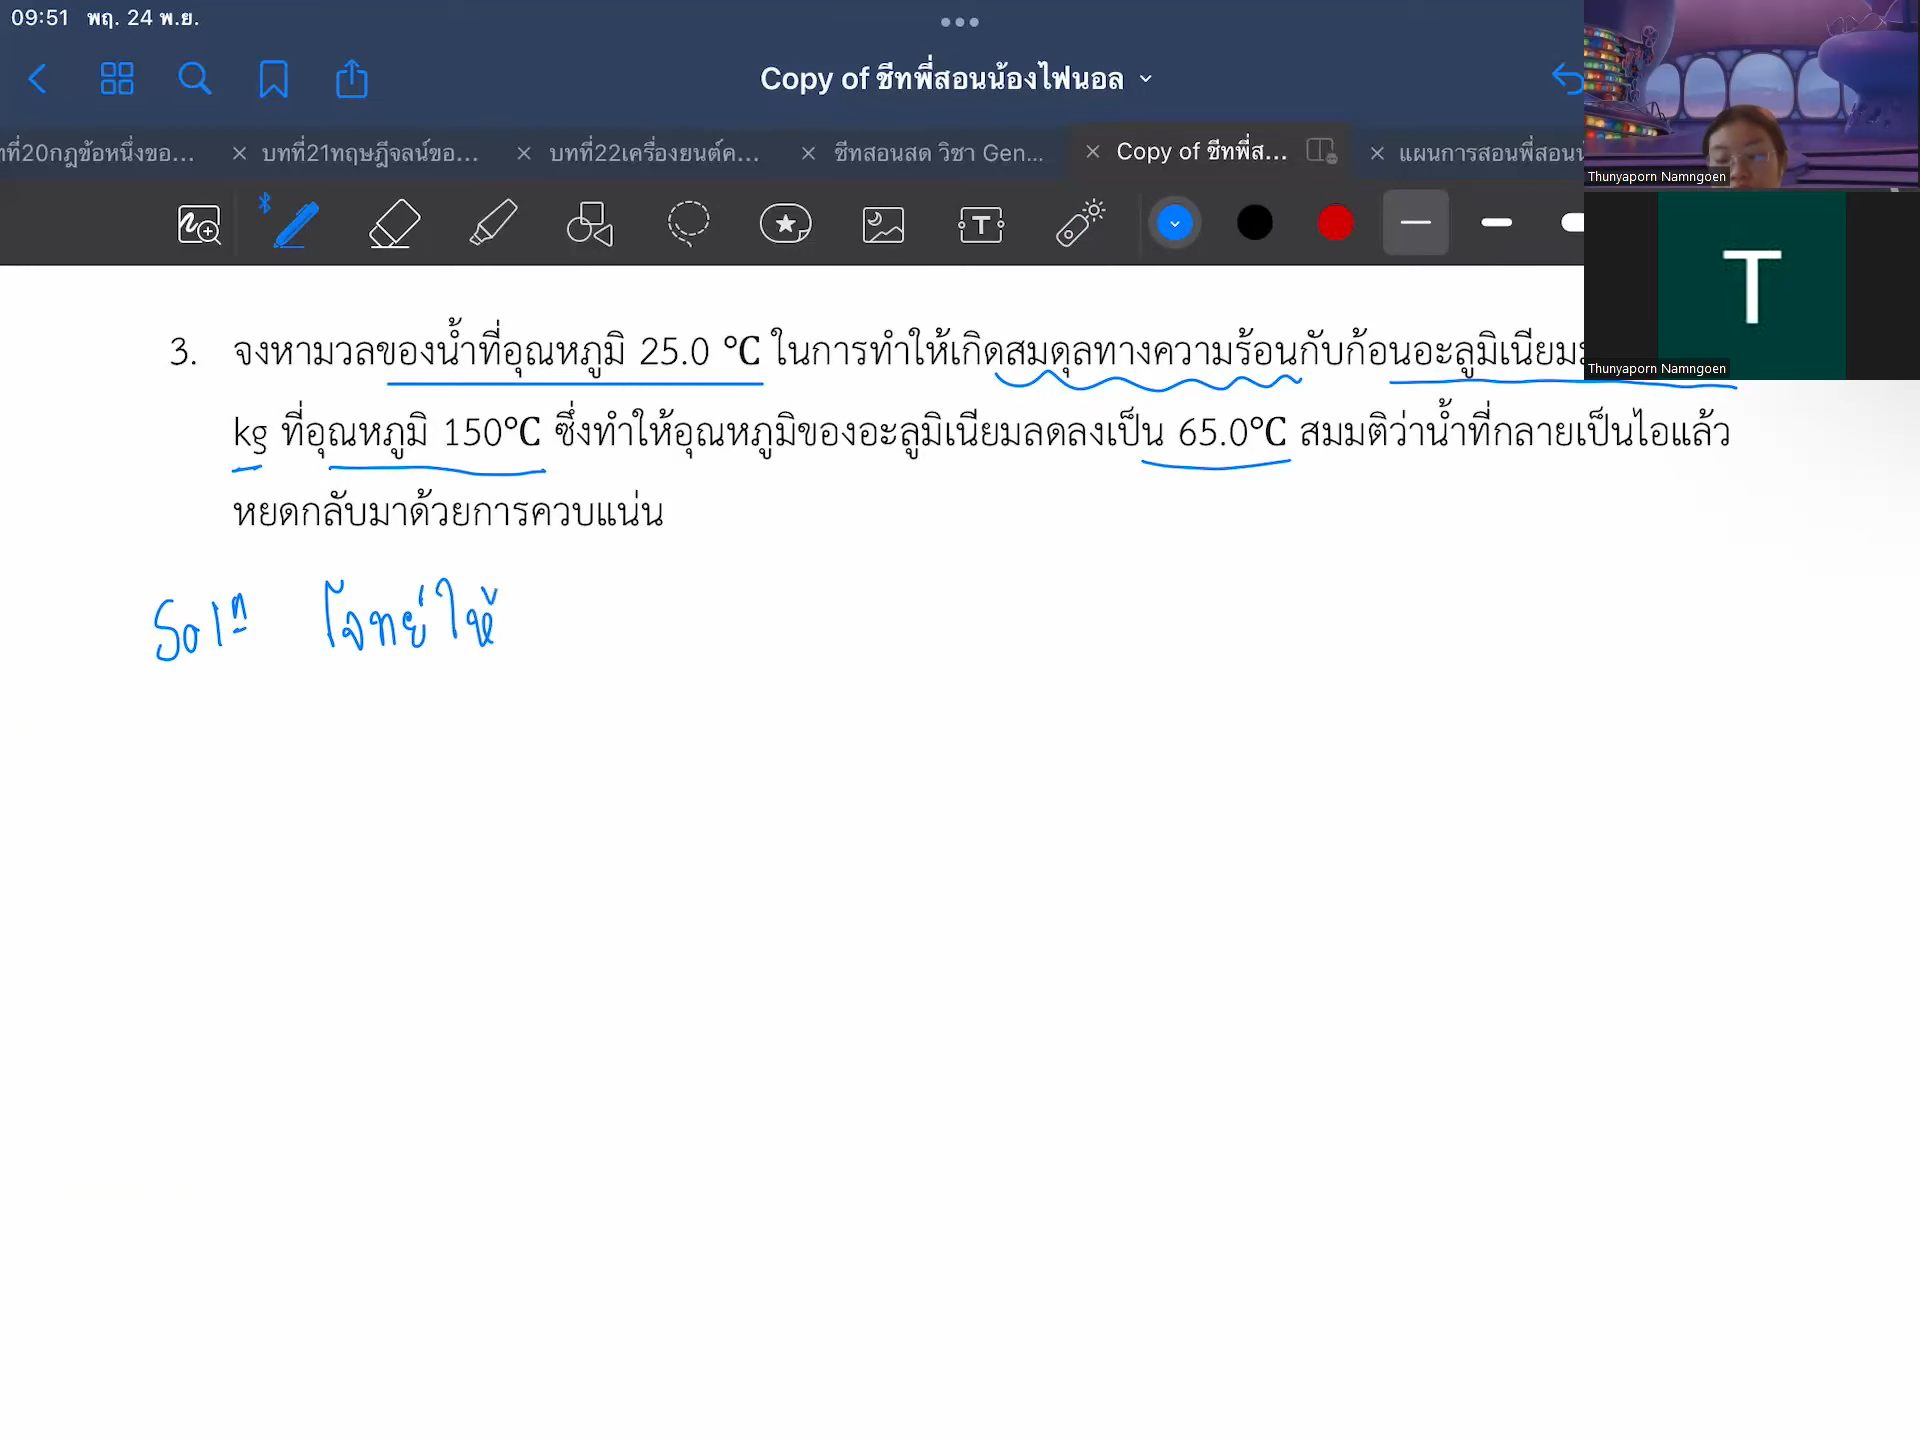 09:51 พฤ. 24 พ.ย.
Copy of ชีทพี่สอนน้องไฟนอล
ที่20กฎข้อหนึ่งขอ... บทที่21ทฤษฎีจลน์ขอ... บทที่22เครื่องยนต์ค... ชีทสอนสด วิชา Gen... Copy of ชีทพี่ส... แผนการสอนพี่สอน
Thunyaporn Namngoen
T
Thunyaporn Namngoen
3. จงหามวลของน้ำที่อุณหภูมิ 25.0 °C ในการทำให้เกิดสมดุลทางความร้อนกับก้อนอะลูมิเนียม
kg ที่อุณหภูมิ 150°C ซึ่งทำให้อุณหภูมิของอะลูมิเนียมลดลงเป็น 65.0°C สมมติว่าน้ำที่กลายเป็นไอแล้ว
หยดกลับมาด้วยการควบแน่น
Solⁿ โจทย์ให้